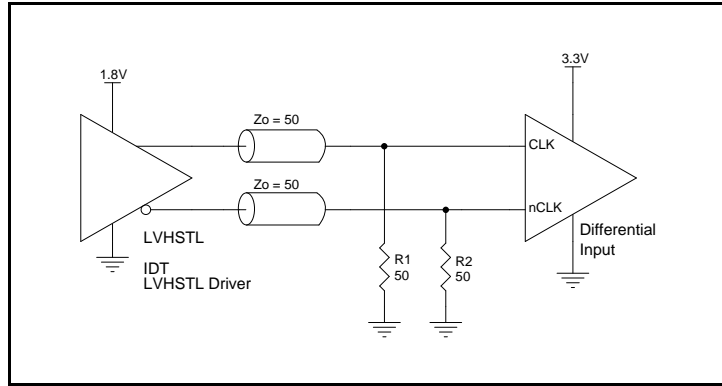 1.8V
3.3V
Zo = 50
CLK
Zo = 50
nCLK
LVHSTL
IDT
LVHSTL Driver
R1
50
R2
50
Differential
Input